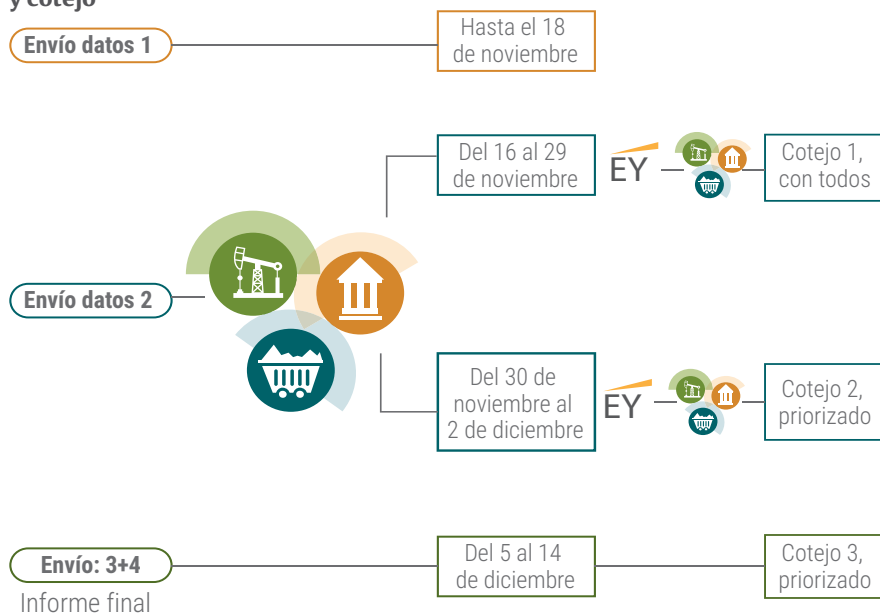 y cotejo
Envío datos 1
Hasta el 18
de noviembre
Envío datos 2
Del 16 al 29
de noviembre
EY
Cotejo 1,
con todos
Del 30 de
noviembre al
2 de diciembre
EY
Cotejo 2,
priorizado
Envío: 3+4
Informe final
Del 5 al 14
de diciembre
Cotejo 3,
priorizado